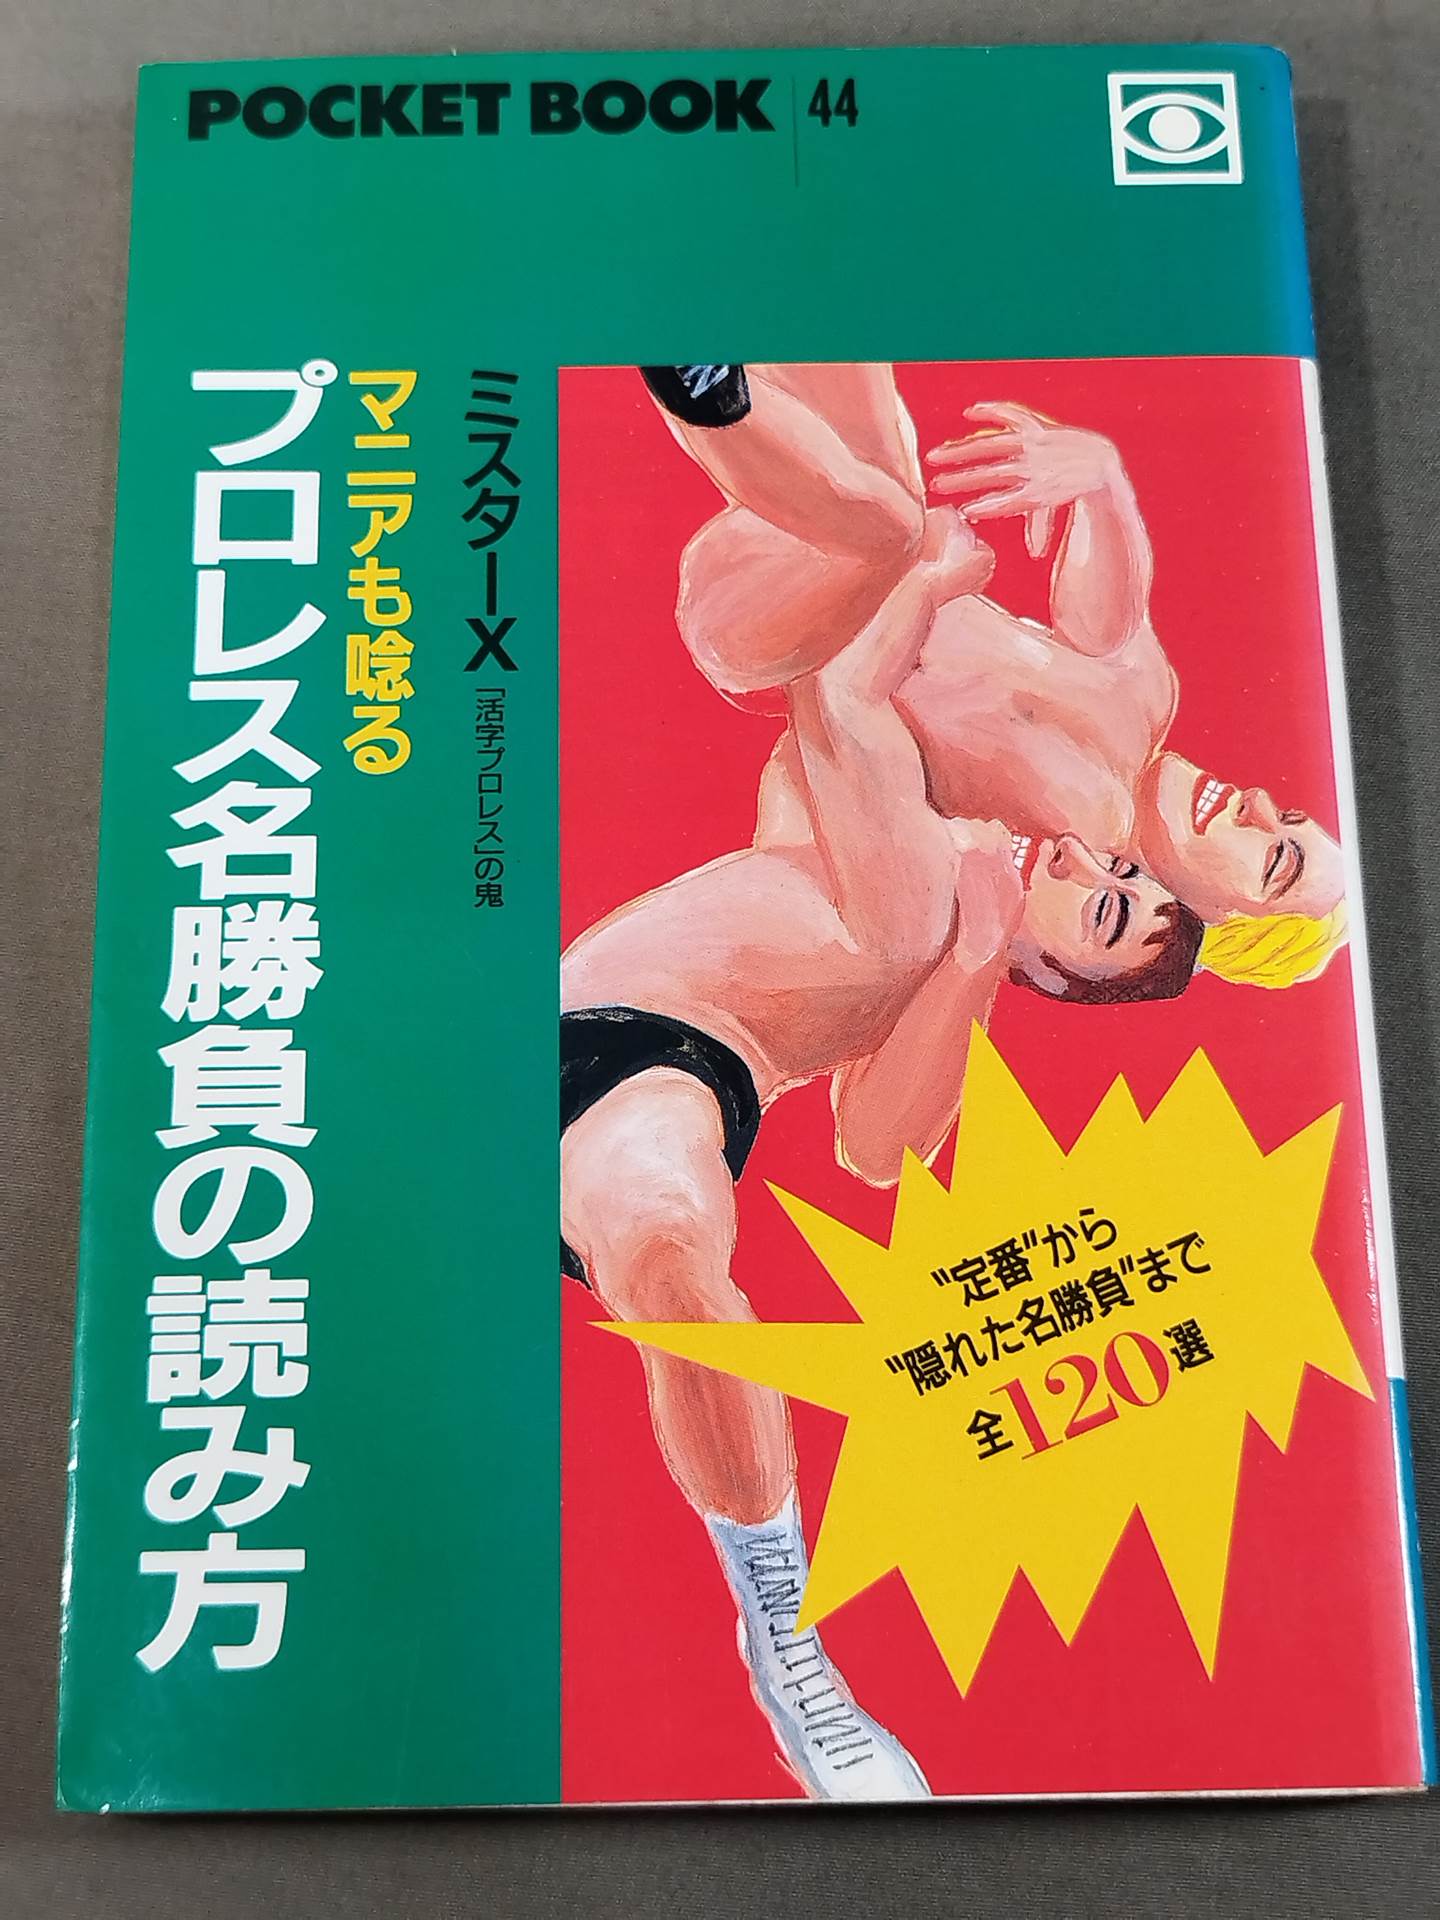 POCKET BOOK 44
ミスターX
「活字プロレス」の鬼
マニアも唸る
プロレス名勝負の読み方
"定番"から
"隠れた名勝負"まで
全120選